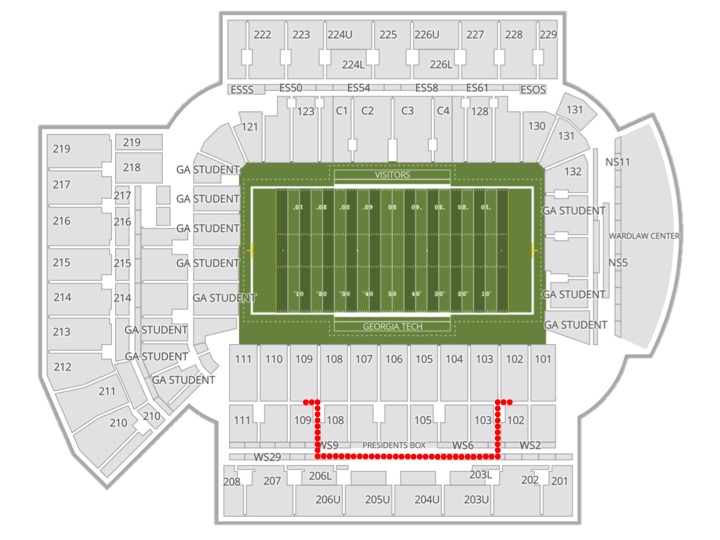 222 223 224U 225 226U 227 228 229
224L 226L
ESSS ES50 ES54 ES58 ES61 ESOS
121 123 C1 C2 C3 C4 128 130 131
131
219 219
218
GA STUDENT VISITORS 132 NS11
217 217 GA STUDENT
10 20 30 40 50 40 30 20 10
GA STUDENT
216 216 GA STUDENT
WARDLAW CENTER
215 215 GA STUDENT NS5
214 214 GA STUDENT 10 20 30 40 50 40 30 20 10 GA STUDENT
213 GA STUDENT GEORGIA TECH GA STUDENT
212 GA STUDENT 111 110 109 108 107 106 105 104 103 102 101
GA STUDENT
211
210 210 111 109 108 105 103 102
WS9 PRESIDENTS BOX WS6 WS2
WS29
208 207 206L 203L 202 201
206U 205U 204U 203U